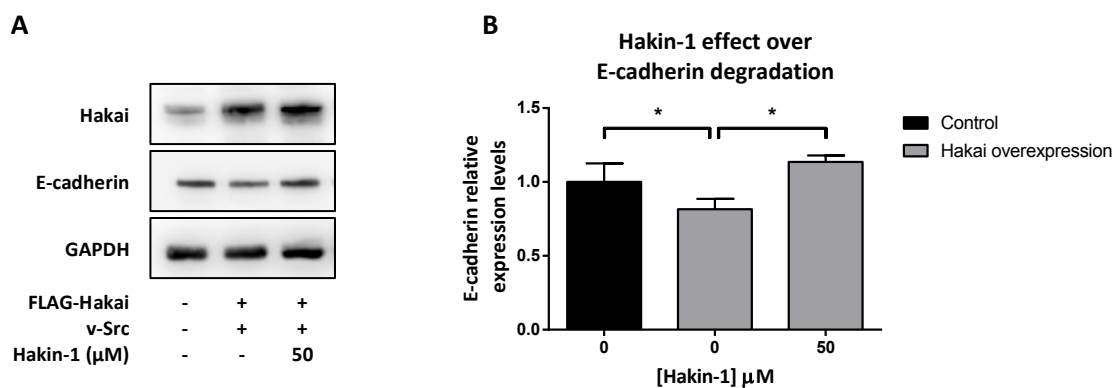 A
Hakai
E-cadherin
GAPDH
FLAG-Hakai - + +
v-Src - + +
Hakin-1 (μM) - - 50
B
Hakin-1 effect over
E-cadherin degradation
E-cadherin relative
expression levels
1.5
1.0
0.5
0.0
* *
0 0 50
[Hakin-1] μM
Control
Hakai overexpression